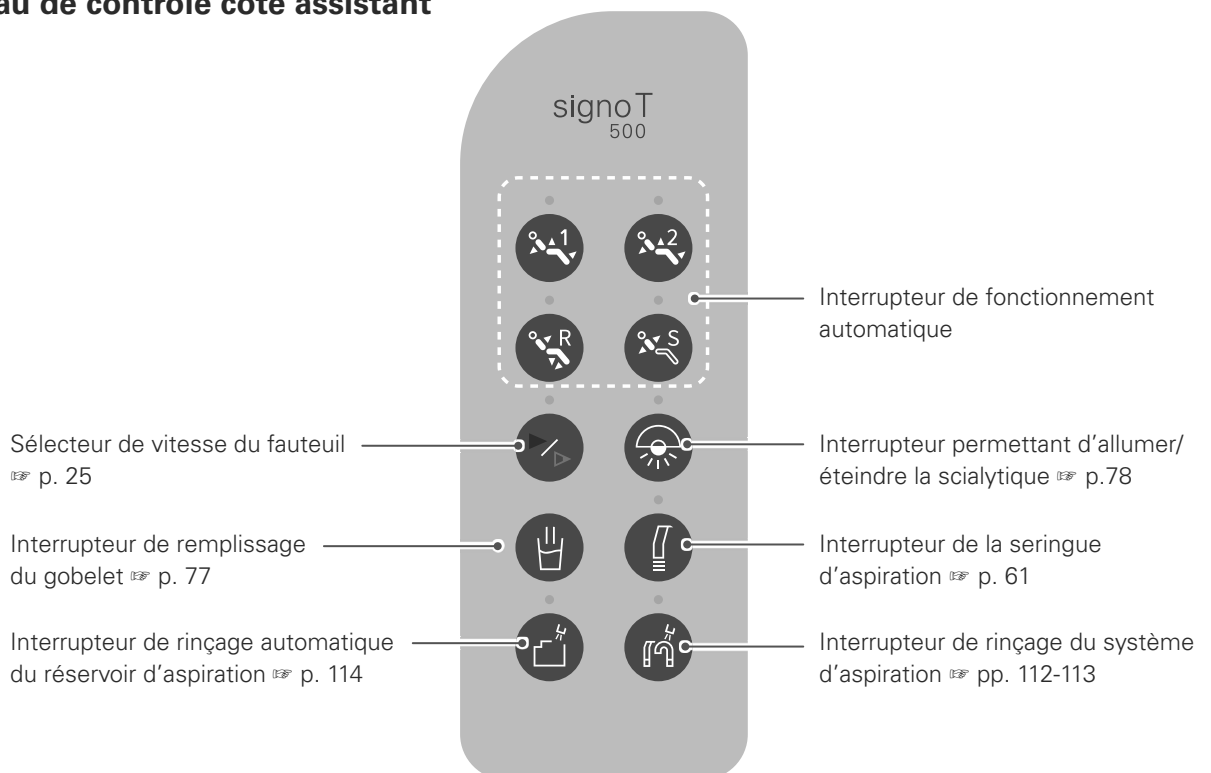 au de contrôle côté assistant
signo T
500
1
2
R
S
Interrupteur de fonctionnement
automatique
Sélecteur de vitesse du fauteuil
☞ p. 25
Interrupteur permettant d’allumer/
éteindre la scialytique ☞ p.78
Interrupteur de remplissage
du gobelet ☞ p. 77
Interrupteur de la seringue
d’aspiration ☞ p. 61
Interrupteur de rinçage automatique
du réservoir d’aspiration ☞ p. 114
Interrupteur de rinçage du système
d’aspiration ☞ pp. 112-113